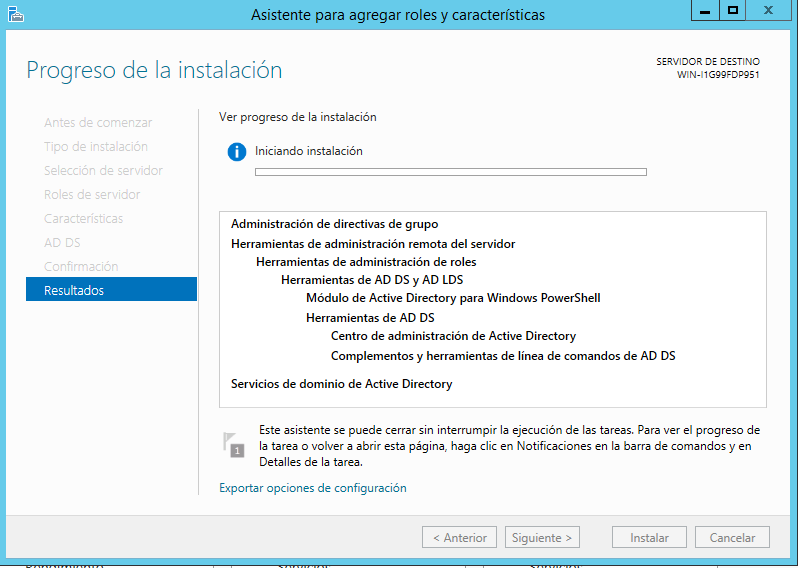 Asistente para agregar roles y características
Progreso de la instalación
SERVIDOR DE DESTINO
WIN-I1G99FDP951
Antes de comenzar
Tipo de instalación
Selección de servidor
Roles de servidor
Características
AD DS
Confirmación
Resultados
Ver progreso de la instalación
Iniciando instalación
Administración de directivas de grupo
Herramientas de administración remota del servidor
Herramientas de administración de roles
Herramientas de AD DS y AD LDS
Módulo de Active Directory para Windows PowerShell
Herramientas de AD DS
Centro de administración de Active Directory
Complementos y herramientas de línea de comandos de AD DS
Servicios de dominio de Active Directory
1
Este asistente se puede cerrar sin interrumpir la ejecución de las tareas. Para ver el progreso de
la tarea o volver a abrir esta página, haga clic en Notificaciones en la barra de comandos y en
Detalles de la tarea.
Exportar opciones de configuración
< Anterior
Siguiente >
Instalar
Cancelar